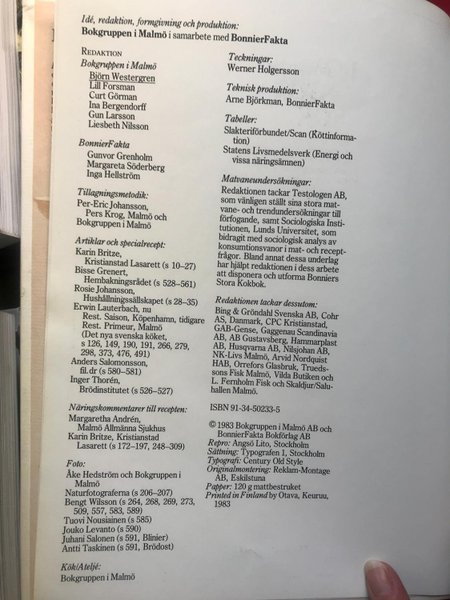 Idé, redaktion, formgivning och produktion:
Bokgruppen i Malmö i samarbete med BonnierFakta
REDAKTION
Bokgruppen i Malmö
Björn Westergren
Lill Forsman
Curt Görman
Ina Bergendorff
Gun Larsson
Liesbeth Nilsson
BonnierFakta
Gunvor Grenholm
Margareta Söderberg
Inga Hellström
Tillagningsmetodik:
Per-Eric Johansson,
Pers Krog, Malmö och
Bokgruppen i Malmö
Artiklar och specialrecept:
Karin Britze,
Kristianstad Lasarett (s 10–27)
Bisse Grenert,
Hembakningsrådet (s 528–561)
Rosie Johansson,
Hushållningssällskapet (s 28–35)
Erwin Lauterbach, nu
Rest. Saison, Köpenhamn, tidigare
Rest. Primeur, Malmö
(Det nya svenska köket,
s 126, 149, 190, 191, 266, 279,
298, 373, 476, 491)
Anders Salomonsson,
fil.dr (s 580–581)
Inger Thorén,
Brödinstitutet (s 526–527)
Näringskommentarer till recepten:
Margaretha Andrén,
Malmö Allmänna Sjukhus
Karin Britze, Kristianstad
Lasarett (s 172–197, 248–309)
Foto:
Åke Hedström och Bokgruppen i
Malmö
Naturfotograferna (s 206–207)
Bengt Wilsson (s 264, 268, 269, 273,
509, 557, 583, 589)
Tuovi Nousiainen (s 585)
Jouko Levanto (s 590)
Juhani Salonen (s 591, Blinier)
Antti Taskinen (s 591, Brödost)
Kök/Ateljé:
Bokgruppen i Malmö
Teckningar:
Werner Holgersson
Teknisk produktion:
Arne Björkman, BonnierFakta
Tabeller:
Slakteriförbundet/Scan (Köttinforma-
tion)
Statens Livsmedelsverk (Energi och
vissa näringsämnen)
Matvaneundersökningar:
Redaktionen tackar Testologen AB,
som vänligen ställt sina stora mat-
vane- och trendundersökningar till
förfogande, samt Sociologiska Insti-
tutionen, Lunds Universitet, som
bidragit med sociologisk analys av
konsumtionsvanor i mat- och recept-
frågor. Bland annat dessa underlag
har hjälpt redaktionen i dess arbete
att disponera och utforma Bonniers
Stora Kokbok.
Redaktionen tackar dessutom:
Bing & Gröndahl Svenska AB, Cohr
AS, Danmark, CPC Kristianstad,
GAB-Gense, Gaggenau Scandinavia
AB, AB Gustavsberg, Hammarplast
AB, Husqvarna AB, Nilsjohan AB,
NK-Livs Malmö, Arvid Nordquist
HAB, Orrefors Glasbruk, Trueds-
sons Fisk Malmö, Vilda Butiken och
L. Fernholm Fisk och Skaldjur/Salu-
hallen Malmö.
ISBN 91-34-50233-5
© 1983 Bokgruppen i Malmö AB och
BonnierFakta Bokförlag AB
Repro: Angsö Lito, Stockholm
Sättning: Typografen I, Stockholm
Typografi: Century Old Style
Originalmontering: Reklam-Montage
AB, Eskilstuna
Papper: 120 g mattbestruket
Printed in Finland by Otava, Keuruu,
1983